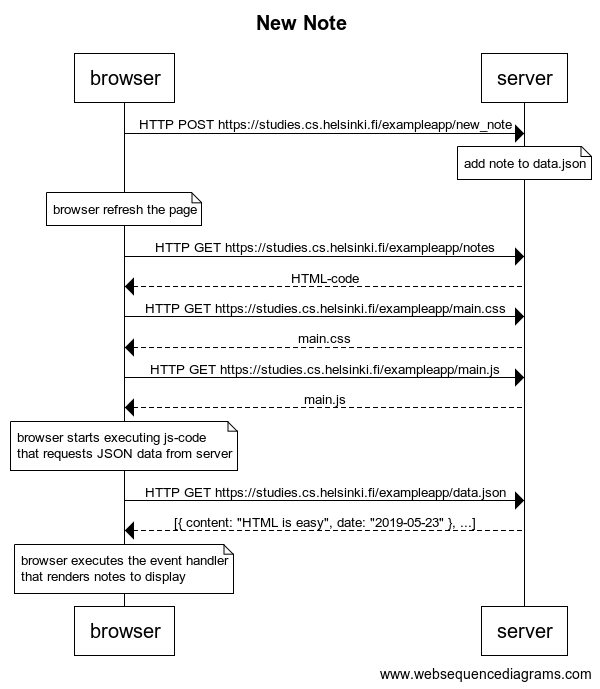 New Note
browser
server
HTTP POST https://studies.cs.helsinki.fi/exampleapp/new_note
add note to data.json
browser refresh the page
HTTP GET https://studies.cs.helsinki.fi/exampleapp/notes
HTML-code
HTTP GET https://studies.cs.helsinki.fi/exampleapp/main.css
main.css
HTTP GET https://studies.cs.helsinki.fi/exampleapp/main.js
main.js
browser starts executing js-code
that requests JSON data from server
HTTP GET https://studies.cs.helsinki.fi/exampleapp/data.json
[{ content: "HTML is easy", date: "2019-05-23" }, ...]
browser executes the event handler
that renders notes to display
browser
server
www.websequencediagrams.com